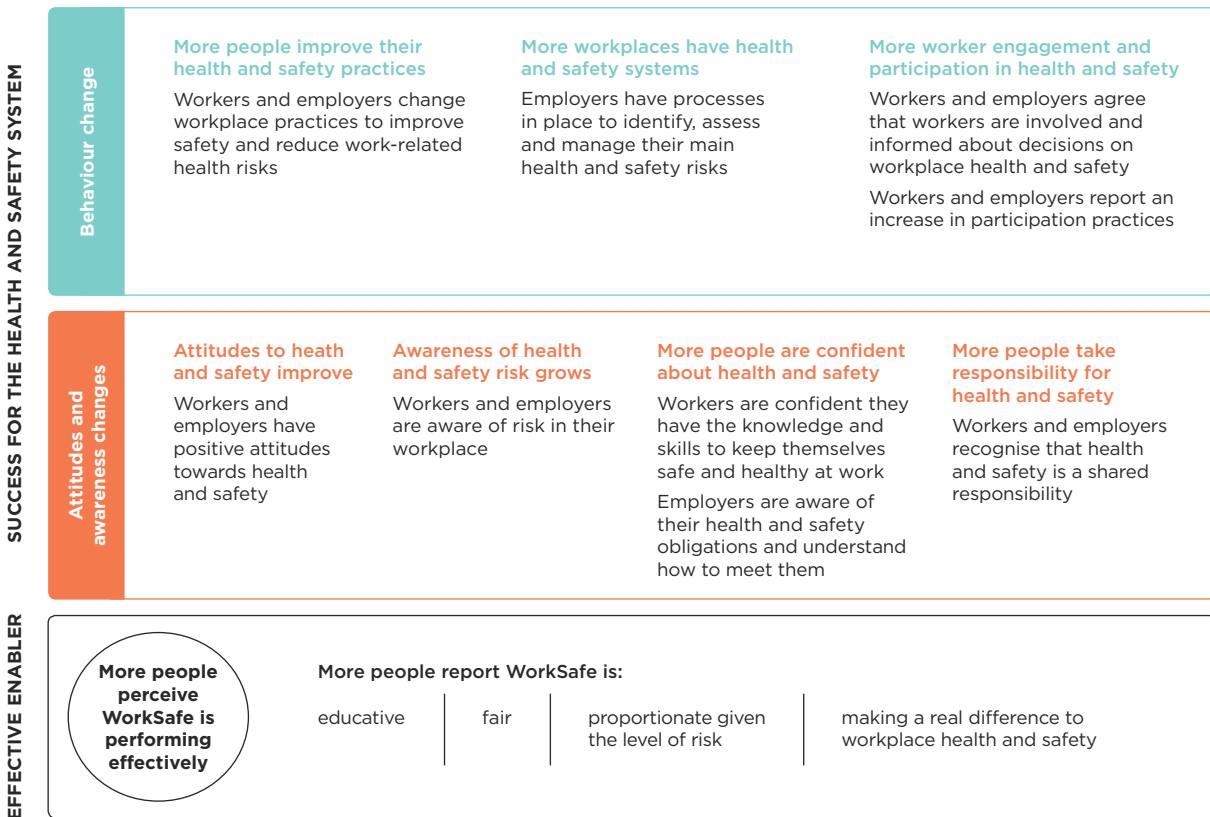 SUCCESS FOR THE HEALTH AND SAFETY SYSTEM
Behaviour change
More people improve their
health and safety practices
Workers and employers change
workplace practices to improve
safety and reduce work-related
health risks
More workplaces have health
and safety systems
Employers have processes
in place to identify, assess
and manage their main
health and safety risks
More worker engagement and
participation in health and safety
Workers and employers agree
that workers are involved and
informed about decisions on
workplace health and safety
Workers and employers report an
increase in participation practices
Attitudes and
awareness changes
Attitudes to heath
and safety improve
Workers and
employers have
positive attitudes
towards health
and safety
Awareness of health
and safety risk grows
Workers and employers
are aware of risk in their
workplace
More people are confident
about health and safety
Workers are confident they
have the knowledge and
skills to keep themselves
safe and healthy at work
Employers are aware of
their health and safety
obligations and understand
how to meet them
More people take
responsibility for
health and safety
Workers and employers
recognise that health
and safety is a shared
responsibility
EFFECTIVE ENABLER
More people
perceive
WorkSafe is
performing
effectively
More people report WorkSafe is:
educative
fair
proportionate given
the level of risk
making a real difference to
workplace health and safety